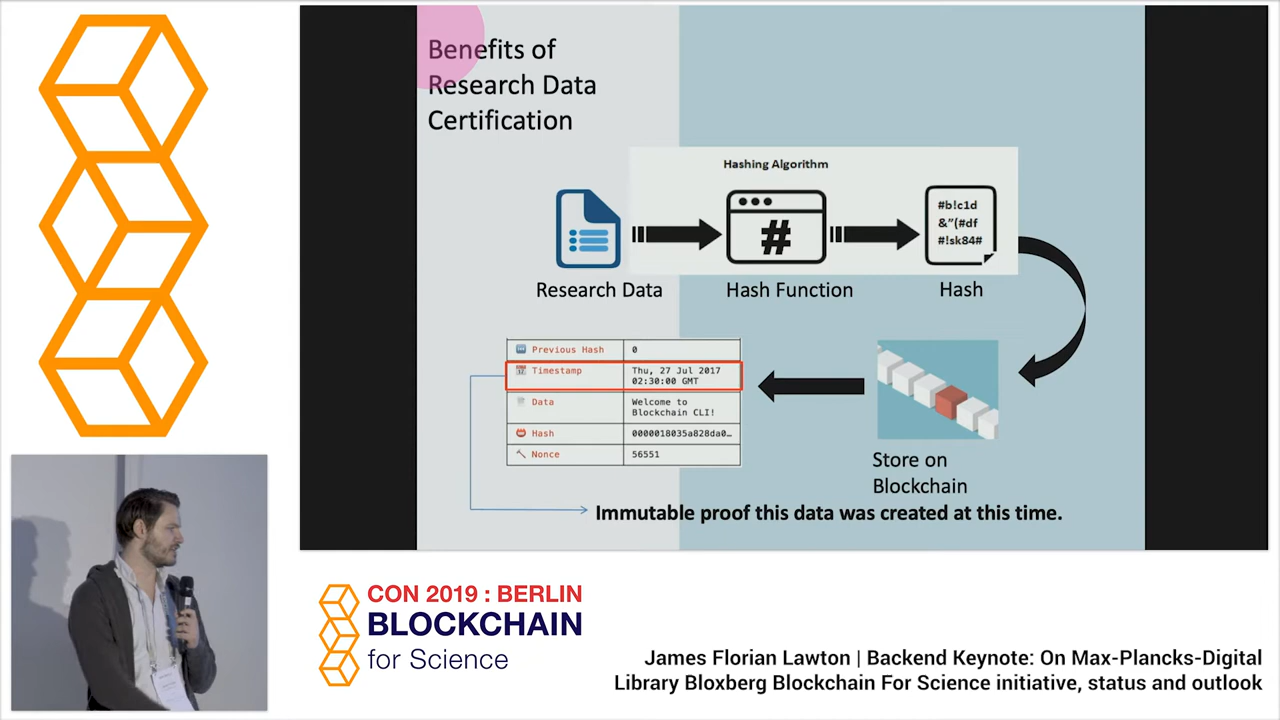 Benefits of
Research Data
Certification
Hashing Algorithm
#
#b!c1d
&"(#df
#!sk84#
Research Data
Hash Function
Hash
Previous Hash 0
Timestamp Thu, 27 Jul 2017
02:30:00 GMT
Data Welcome to
Blockchain CLI!
Hash 0000018035a828da0…
Nonce 56551
Store on
Blockchain
Immutable proof this data was created at this time.
CON 2019 : BERLIN
BLOCKCHAIN
for Science
James Florian Lawton | Backend Keynote: On Max-Plancks-Digital
Library Bloxberg Blockchain For Science initiative, status and outlook